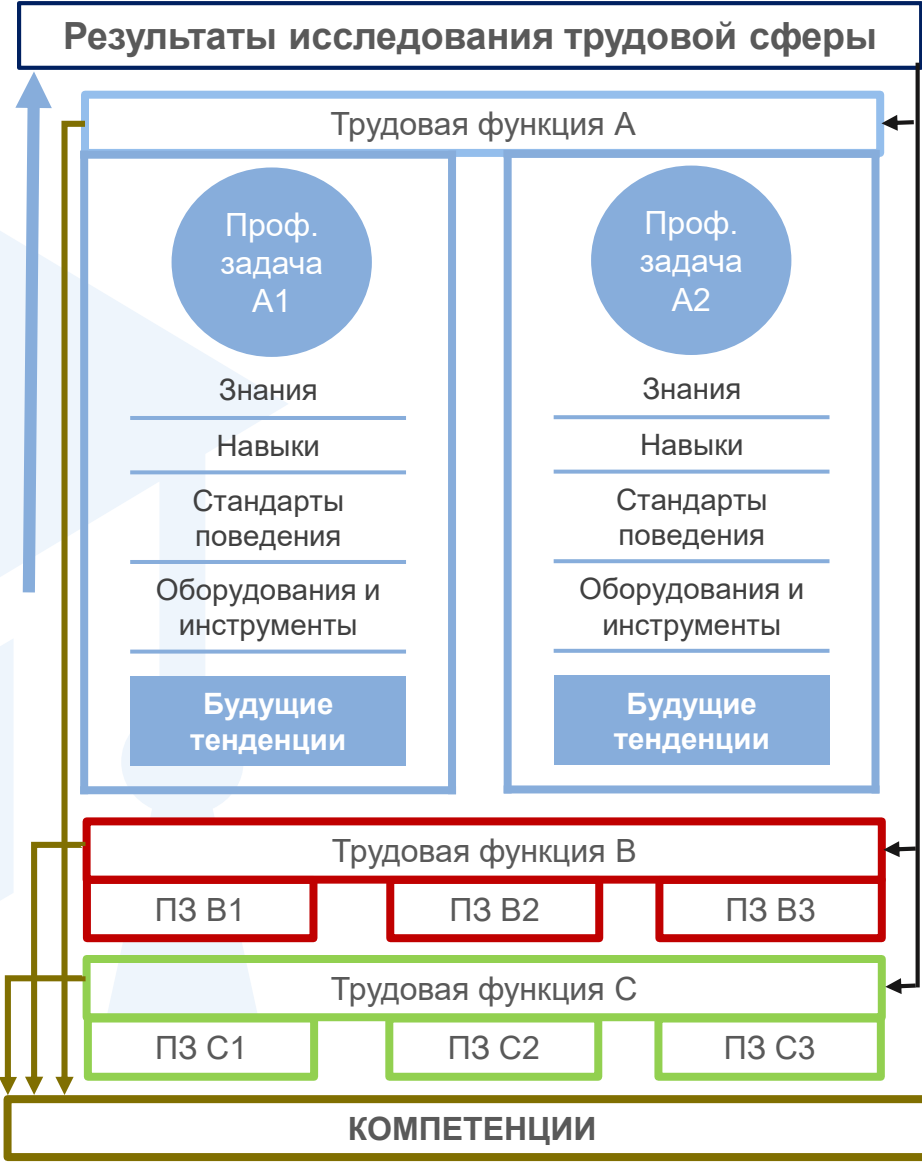 Результаты исследования трудовой сферы
Трудовая функция А
Проф.
задача
А1
Знания
Навыки
Стандарты
поведения
Оборудования и
инструменты
Будущие
тенденции
Проф.
задача
А2
Знания
Навыки
Стандарты
поведения
Оборудования и
инструменты
Будущие
тенденции
Трудовая функция В
ПЗ В1
ПЗ В2
ПЗ В3
Трудовая функция С
ПЗ С1
ПЗ С2
ПЗ С3
КОМПЕТЕНЦИИ